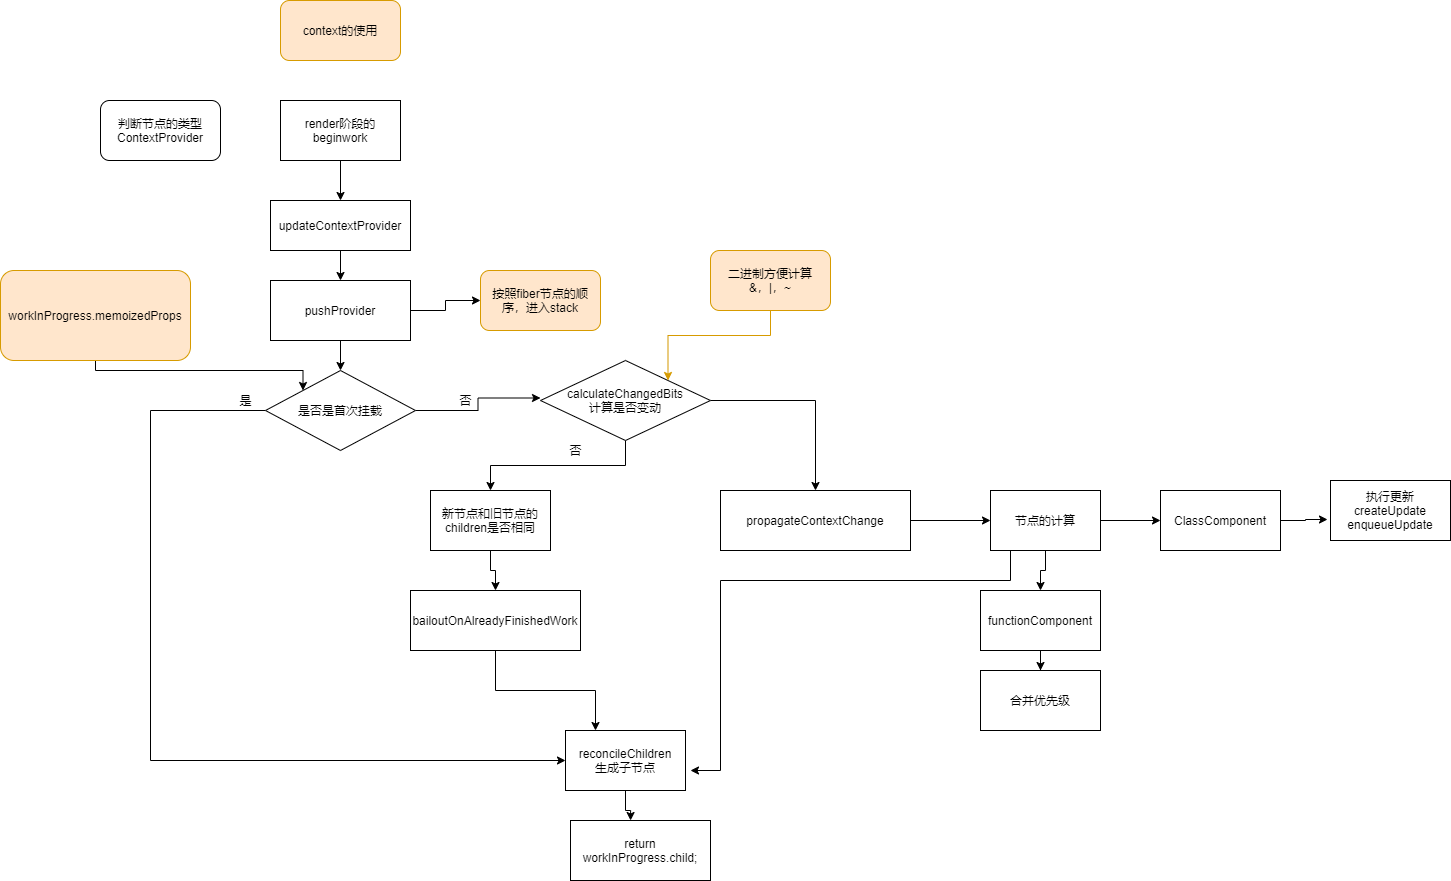 context的使用
判断节点的类型
ContextProvider
render阶段的
beginwork
updateContextProvider
workInProgress.memoizedProps
pushProvider
按照fiber节点的顺
序，进入stack
二进制方便计算
&，|，~
是
是否是首次挂载
否
calculateChangedBits
计算是否变动
否
新节点和旧节点的
children是否相同
propagateContextChange
节点的计算
ClassComponent
执行更新
createUpdate
enqueueUpdate
bailoutOnAlreadyFinishedWork
functionComponent
合并优先级
reconcileChildren
生成子节点
return
workInProgress.child;